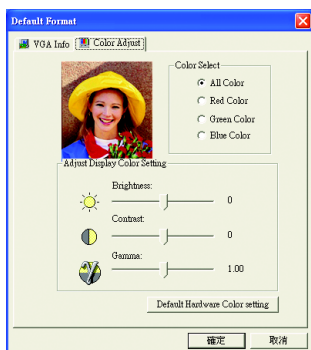 Default Format
VGA Info
Color Adjust
Color Select
All Color
Red Color
Green Color
Blue Color
Adjust Display Color Setting
Brightness:
0
Contrast:
0
Gamma:
1.00
Default Hardware Color setting
確定
取消